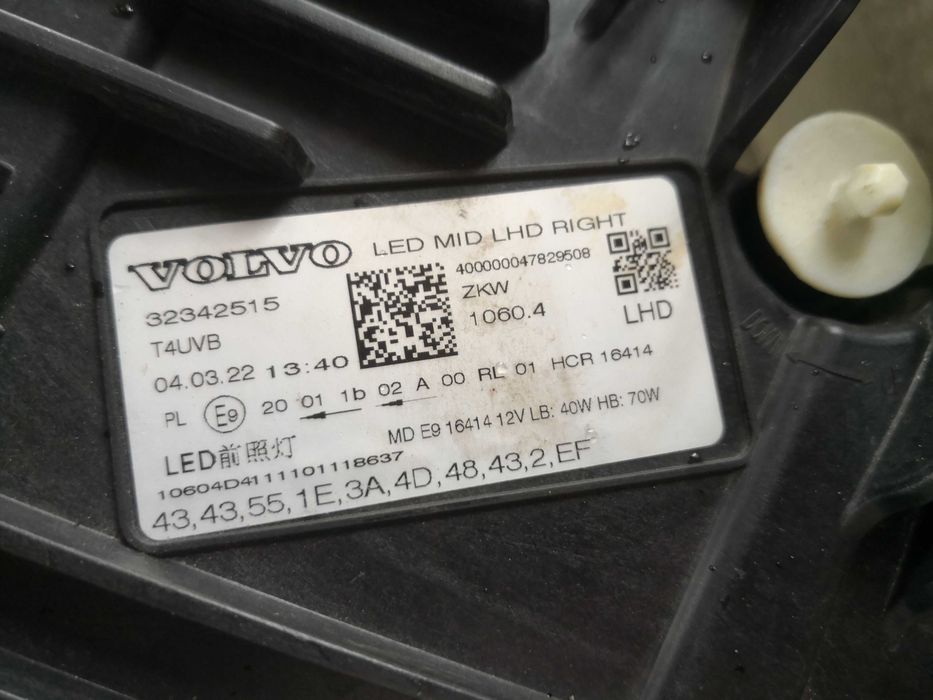 VOLVO LED MID LHD RIGHT
32342515 400000047829508
T4UVB ZKW
04.03.22 13:40 1060.4 LHD
PL E9 20 01 1b 02 A 00 RL 01 HCR 16414
LED前照灯 MD E9 16414 12V LB: 40W HB: 70W
10604D4111101118637
43,43,55,1E,3A,4D,48,43,2,EF